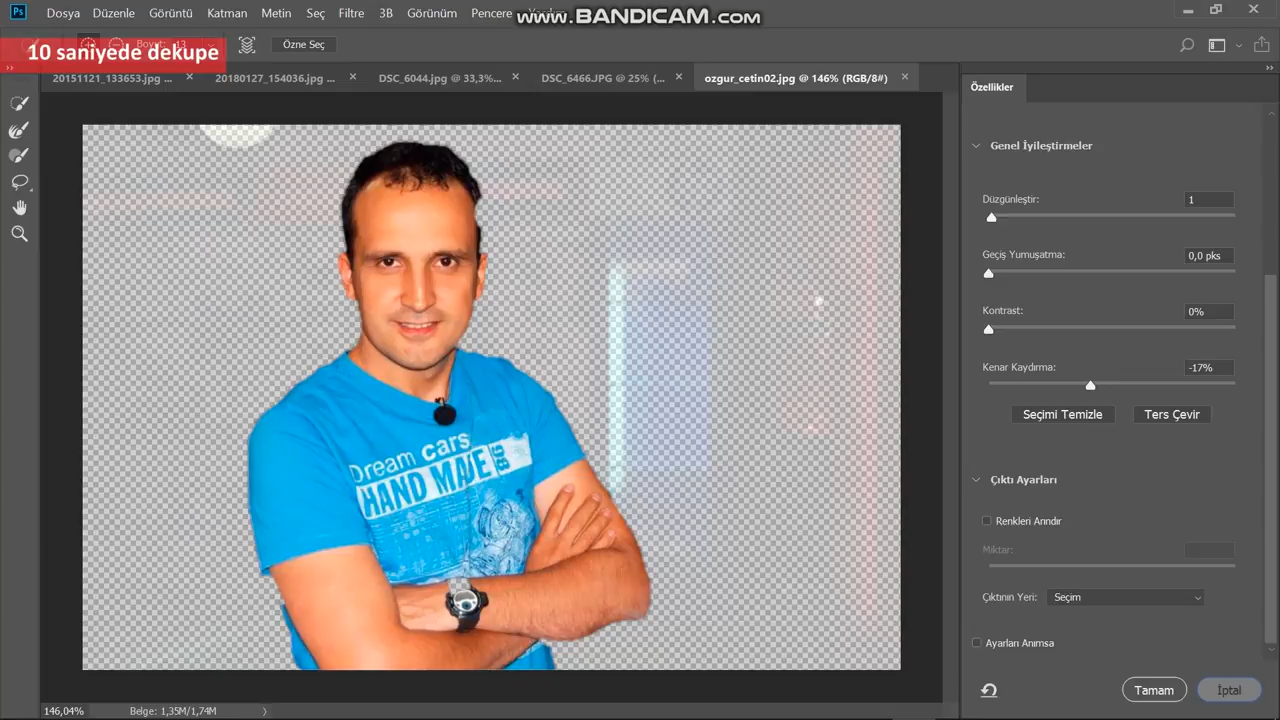 Ps Dosya Düzenle Görüntü Katman Metin Seç Filtre 3B Görünüm Pencere
www.BANDICAM.com
10 saniyede dekupe
Özne Seç
20151121_133653.jpg ... × 20180127_154036.jpg ... × DSC_6044.jpg @ 33,3%... × DSC_6466.JPG @ 25% (... × ozgur_cetin02.jpg @ 146% (RGB/8#) ×
Özellikler
Genel İyileştirmeler
Düzgünleştir: 1
Geçiş Yumuşatma: 0,0 pks
Kontrast: 0%
Kenar Kaydırma: -17%
Seçimi Temizle Ters Çevir
Dream cars
HAND MADE 86
Çıktı Ayarları
Renkleri Arındır
Miktar:
Çıktının Yeri: Seçim
Ayarları Anımsa
Tamam İptal
146,04% Belge: 1,35M/1,74M